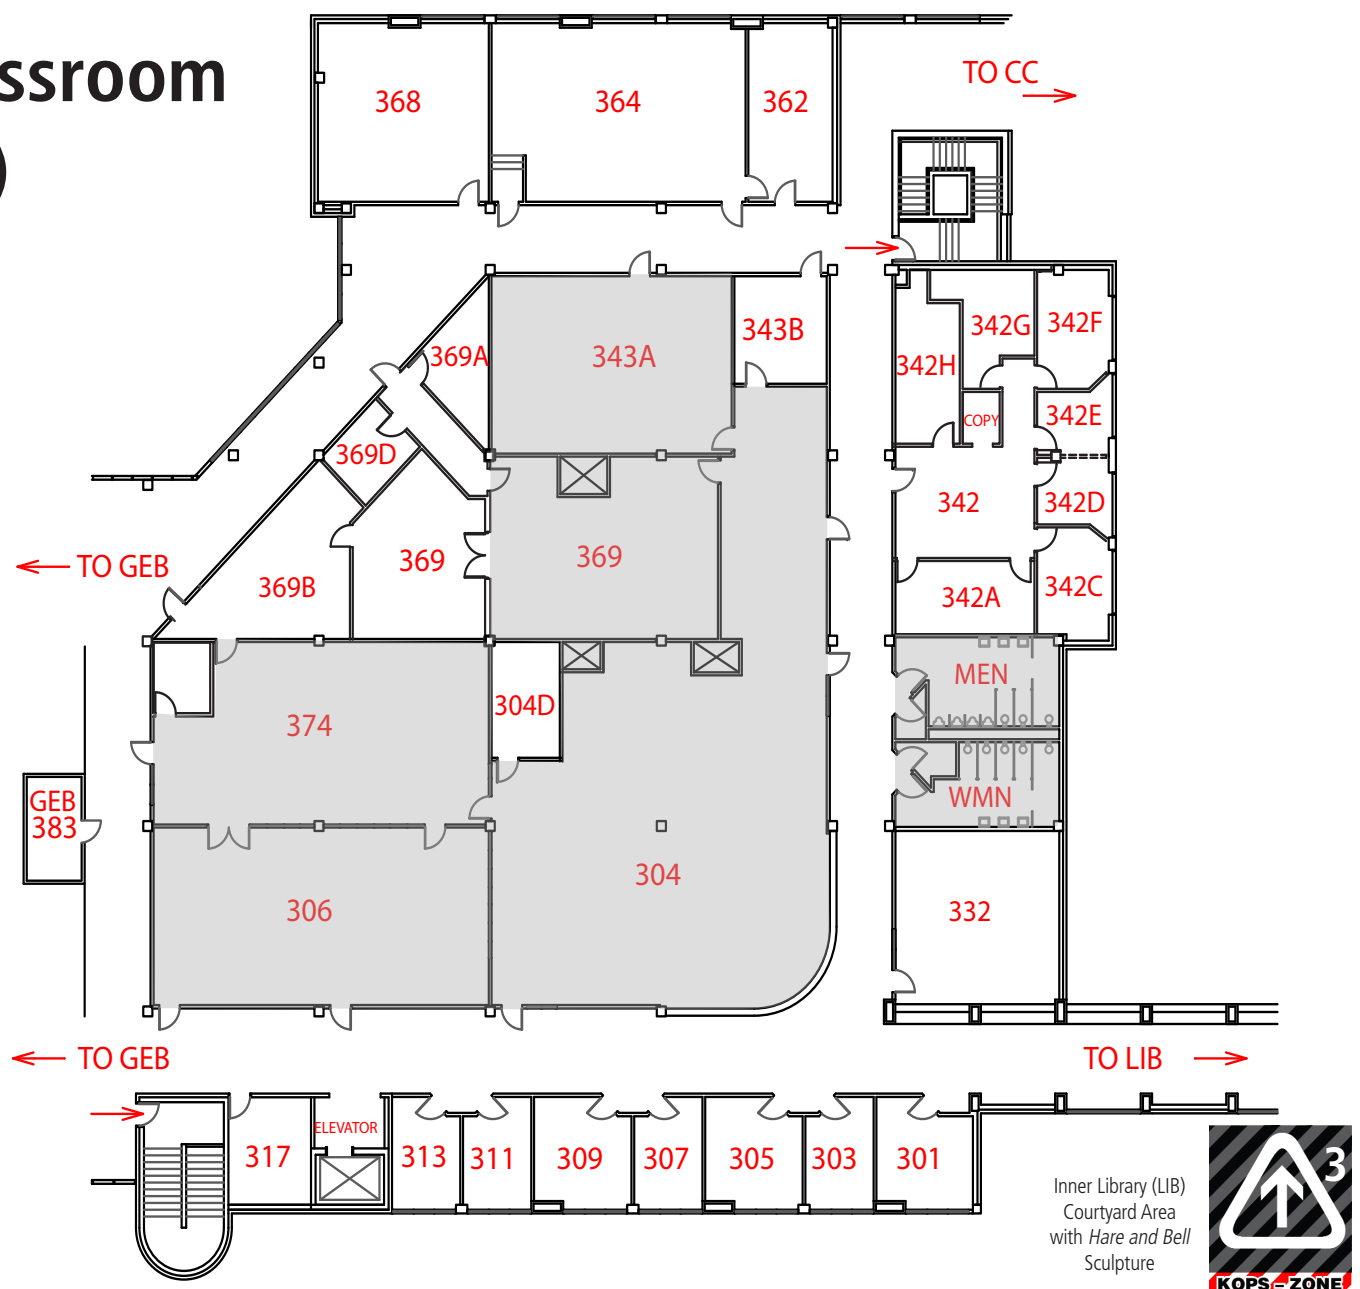 ssroom
)
TO CC
368
364
362
343A
343B
369A
342G
342F
342H
COPY
342E
369D
342
342D
TO GEB
369B
369
369
342A
342C
MEN
374
304D
WMN
GEB
383
304
306
332
TO GEB
TO LIB
ELEVATOR
317
313
311
309
307
305
303
301
Inner Library (LIB)
Courtyard Area
with Hare and Bell
Sculpture
3
KOPS – ZONE